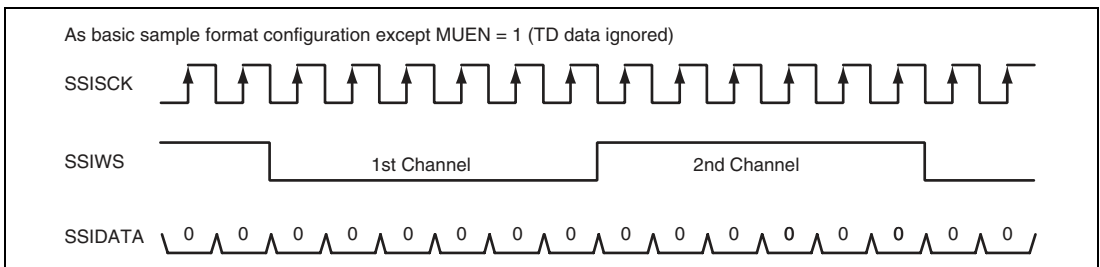 As basic sample format configuration except MUEN = 1 (TD data ignored)
SSISCK
SSIWS 1st Channel 2nd Channel
SSIDATA 0 0 0 0 0 0 0 0 0 0 0 0 0 0 0 0